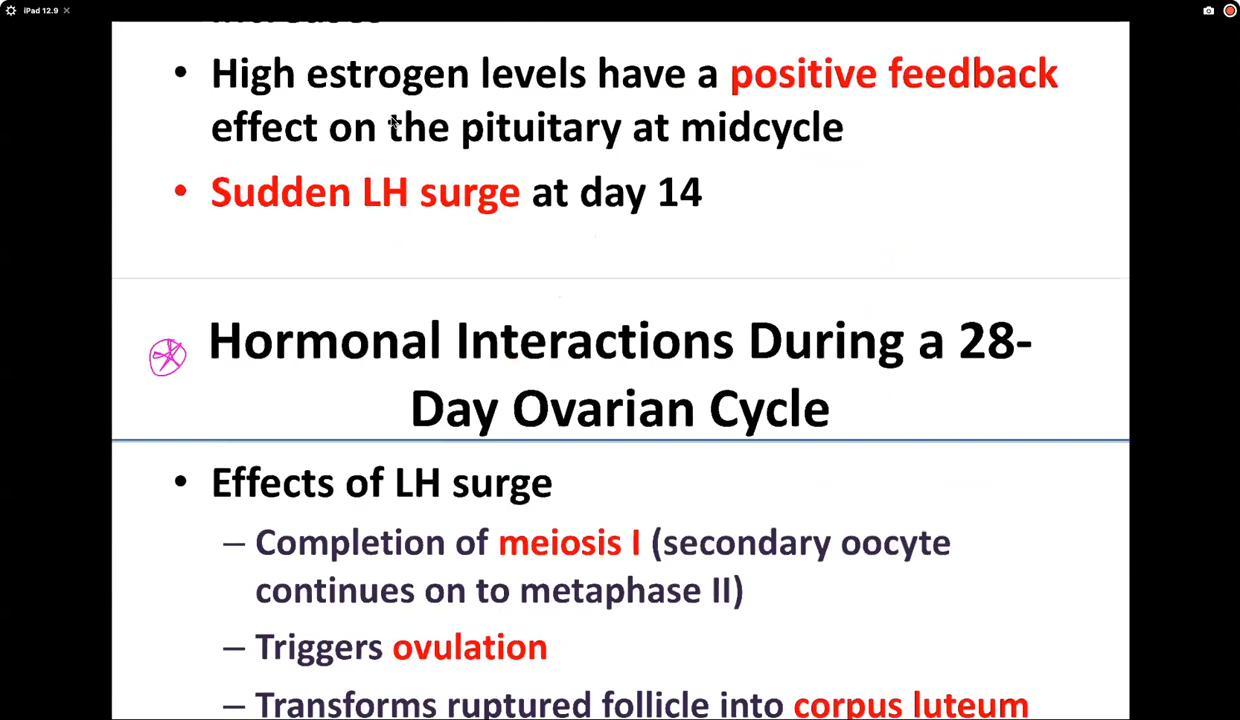 iPad 12.9
• High estrogen levels have a positive feedback
effect on the pituitary at midcycle
• Sudden LH surge at day 14
Hormonal Interactions During a 28-
Day Ovarian Cycle
• Effects of LH surge
– Completion of meiosis I (secondary oocyte
continues on to metaphase II)
– Triggers ovulation
– Transforms ruptured follicle into corpus luteum